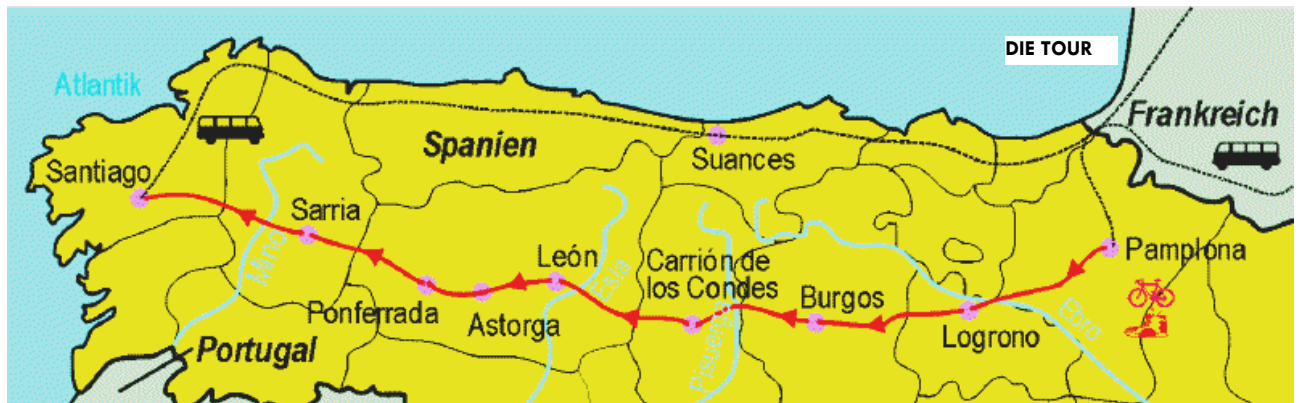 DIE TOUR
Atlantik
Frankreich
Spanien
Suances
Santiago
Sarria
Mino
León
Eisla
Carrión de
los Condes
Pamplona
Ponferrada
Astorga
Pisuerga
Burgos
Logrono
Ebro
Portugal